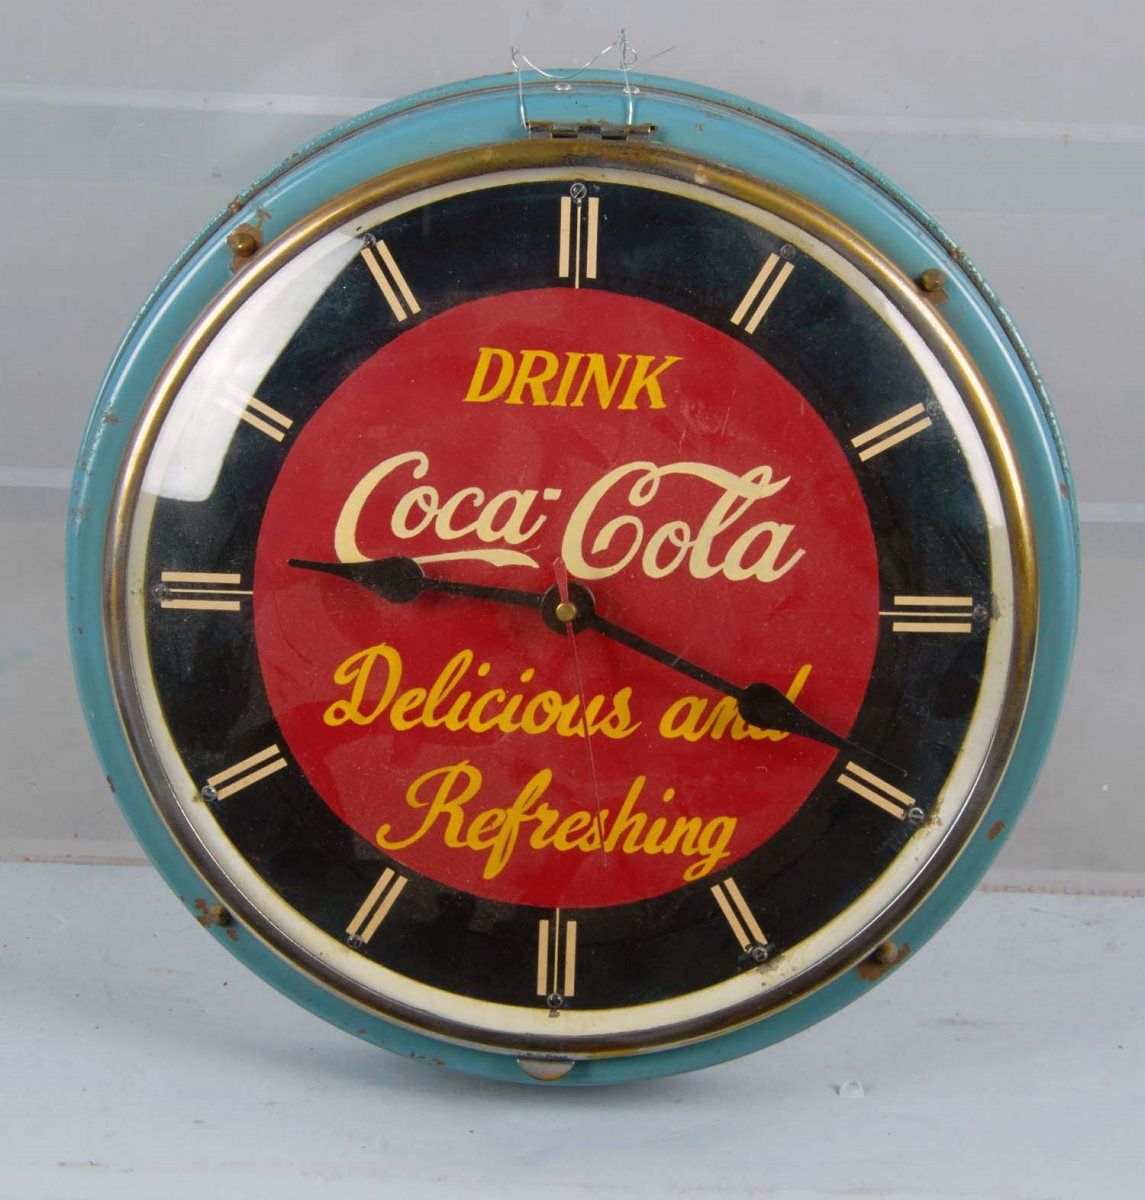 DRINK
Coca-Cola
Delicious and
Refreshing